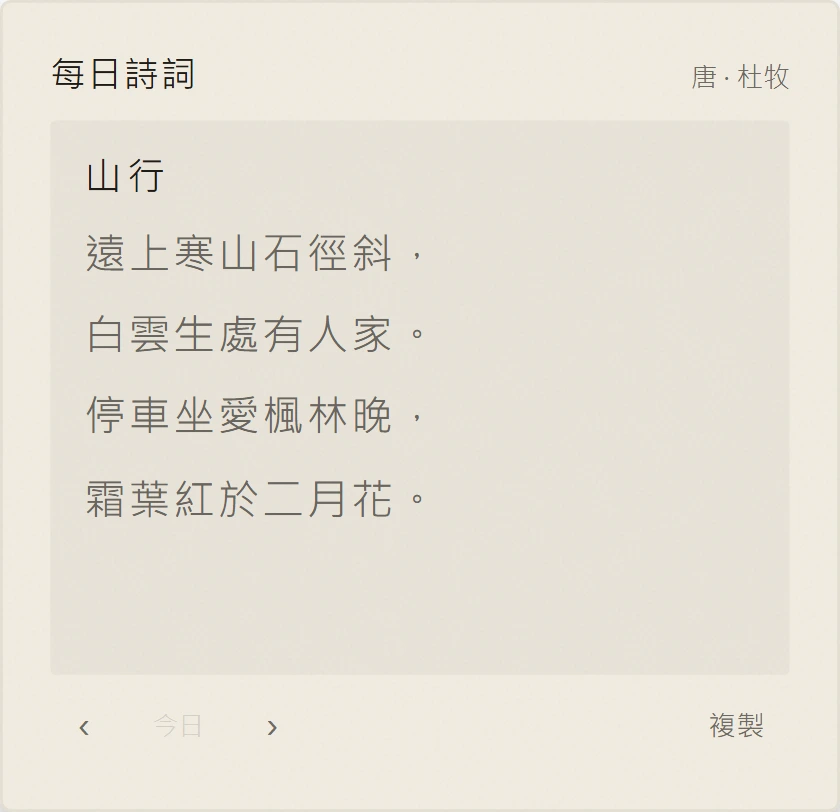 每日詩詞
唐·杜牧
山行
遠上寒山石徑斜，
白雲生處有人家。
停車坐愛楓林晚，
霜葉紅於二月花。
‹ 今日 ›
複製